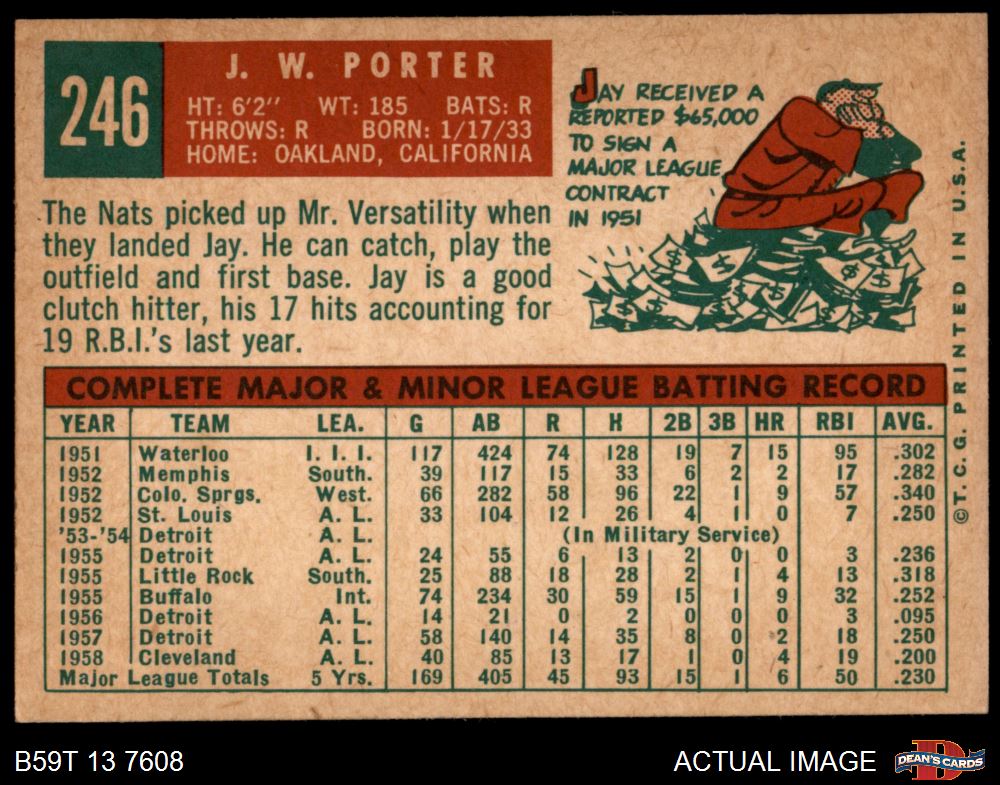 246
J. W. PORTER
HT: 6'2" WT: 185 BATS: R
THROWS: R BORN: 1/17/33
HOME: OAKLAND, CALIFORNIA
JAY RECEIVED A
REPORTED $65,000
TO SIGN A
MAJOR LEAGUE
CONTRACT
IN 1951
The Nats picked up Mr. Versatility when
they landed Jay. He can catch, play the
outfield and first base. Jay is a good
clutch hitter, his 17 hits accounting for
19 R.B.I.'s last year.
COMPLETE MAJOR & MINOR LEAGUE BATTING RECORD
YEAR TEAM LEA. G AB R H 2B 3B HR RBI AVG.
1951 Waterloo I. I. I. 117 424 74 128 19 7 15 95 .302
1952 Memphis South. 39 117 15 33 6 2 2 17 .282
1952 Colo. Sprgs. West. 66 282 58 96 22 1 9 57 .340
1952 St. Louis A. L. 33 104 12 26 4 1 0 7 .250
'53-'54 Detroit A. L. (In Military Service)
1955 Detroit A. L. 24 55 6 13 2 0 0 3 .236
1955 Little Rock South. 25 88 18 28 2 1 4 13 .318
1955 Buffalo Int. 74 234 30 59 15 1 9 32 .252
1956 Detroit A. L. 14 21 0 2 0 0 0 3 .095
1957 Detroit A. L. 58 140 14 35 8 0 2 18 .250
1958 Cleveland A. L. 40 85 13 17 1 0 4 19 .200
Major League Totals 5 Yrs. 169 405 45 93 15 1 6 50 .230
© T. C. G. PRINTED IN U.S.A.
B59T 13 7608
ACTUAL IMAGE
D
DEAN'S CARDS